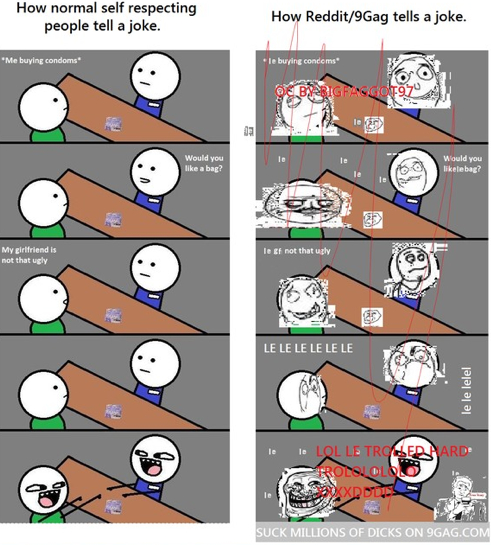 How normal self respecting
people tell a joke.
*Me buying condoms*
Would you
like a bag?
My girlfriend is
not that ugly
How Reddit/9Gag tells a joke.
*le buying condoms*
OC BY BIGFAGGOT97
le
le
le
le
Would you
likelebag?
le gf not that ugly
LE LE LE LE LE LE
le le lelel
le
le
le
le
LOL LE TROLLED HARD
TROLOLOLOLO
XXXXDDDH
SUCK MILLIONS OF DICKS ON 9GAG.COM